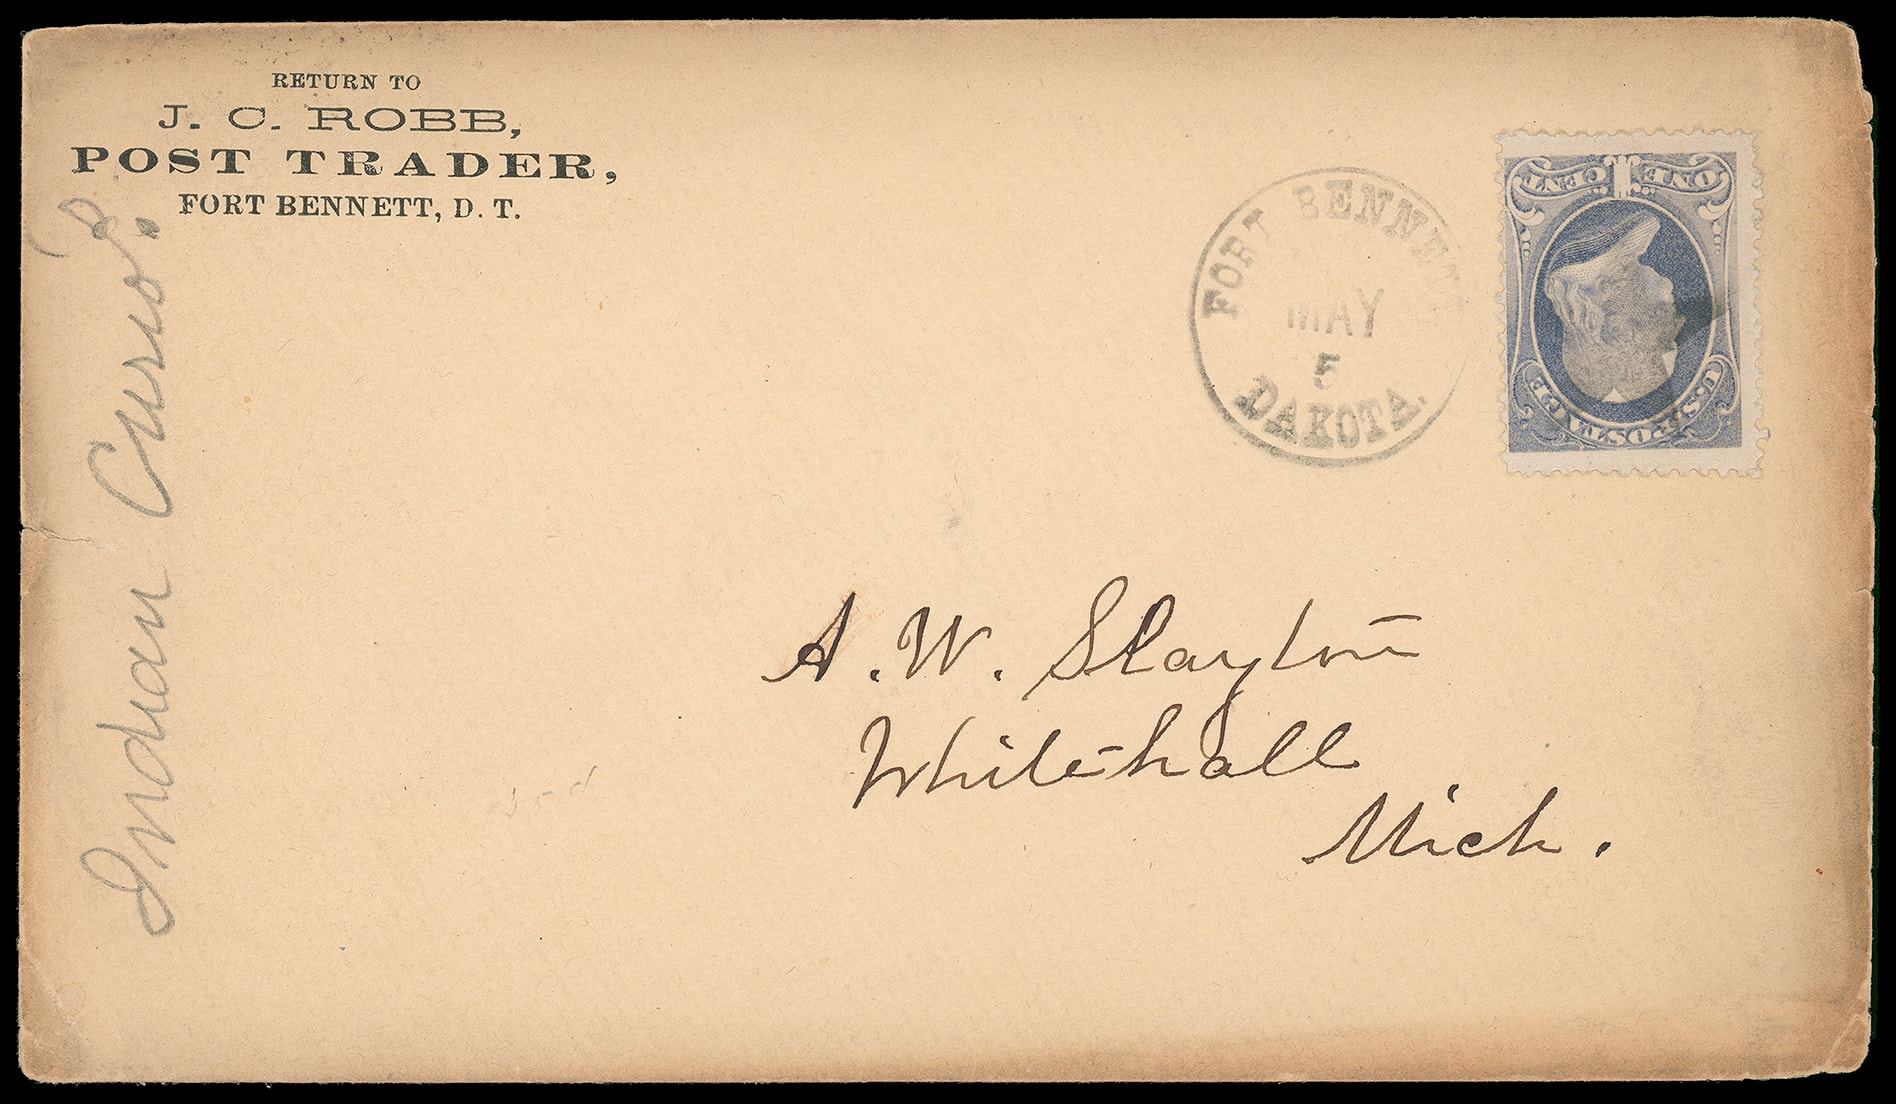 RETURN TO
J. C. ROBB,
POST TRADER,
FORT BENNETT, D. T.
Indian Curios.
FORT BENNETT
MAY
5
DAKOTA.
U.S. POSTAGE
ONE 1 CENT
A. W. Slayton
Whitehall
Mich.